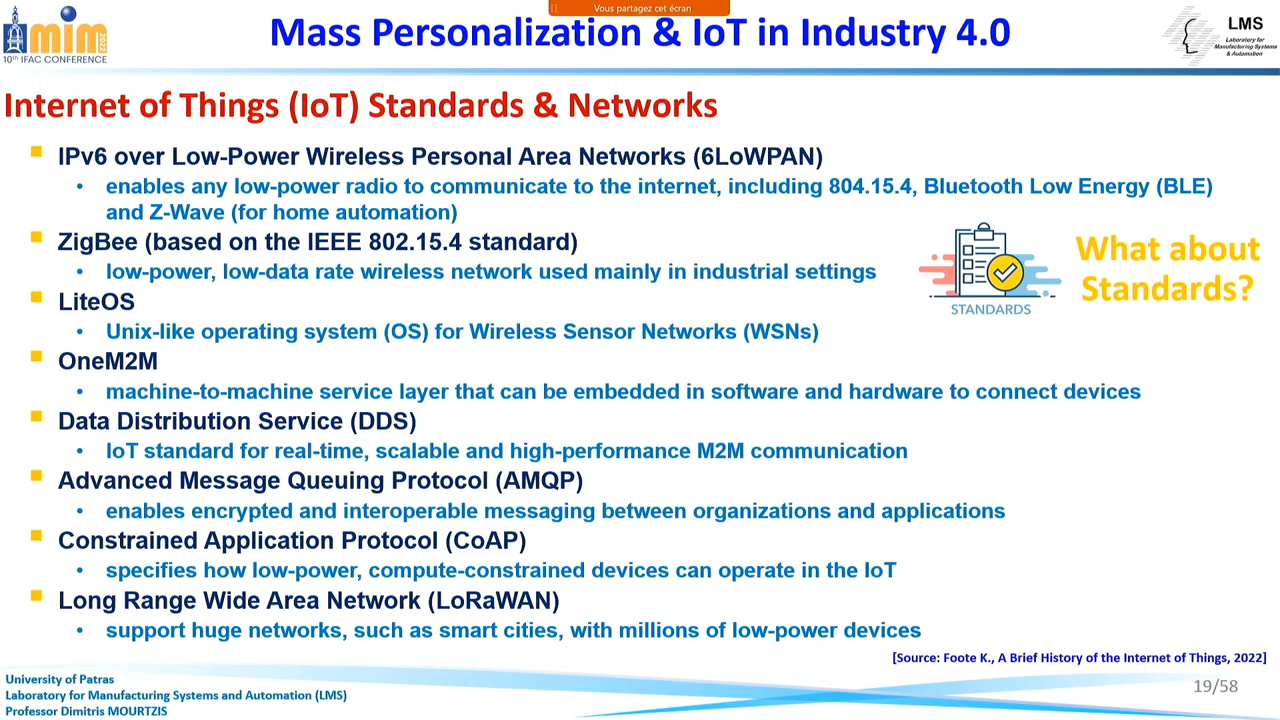 Vous partagez cet écran
mim 2022
10th IFAC CONFERENCE
Mass Personalization & IoT in Industry 4.0
LMS
Laboratory for
Manufacturing Systems
& Automation
Internet of Things (IoT) Standards & Networks
IPv6 over Low-Power Wireless Personal Area Networks (6LoWPAN)
• enables any low-power radio to communicate to the internet, including 804.15.4, Bluetooth Low Energy (BLE)
and Z-Wave (for home automation)
ZigBee (based on the IEEE 802.15.4 standard)
• low-power, low-data rate wireless network used mainly in industrial settings
What about
Standards?
STANDARDS
LiteOS
• Unix-like operating system (OS) for Wireless Sensor Networks (WSNs)
OneM2M
• machine-to-machine service layer that can be embedded in software and hardware to connect devices
Data Distribution Service (DDS)
• IoT standard for real-time, scalable and high-performance M2M communication
Advanced Message Queuing Protocol (AMQP)
• enables encrypted and interoperable messaging between organizations and applications
Constrained Application Protocol (CoAP)
• specifies how low-power, compute-constrained devices can operate in the IoT
Long Range Wide Area Network (LoRaWAN)
• support huge networks, such as smart cities, with millions of low-power devices
[Source: Foote K., A Brief History of the Internet of Things, 2022]
University of Patras
Laboratory for Manufacturing Systems and Automation (LMS)
Professor Dimitris MOURTZIS
19/58